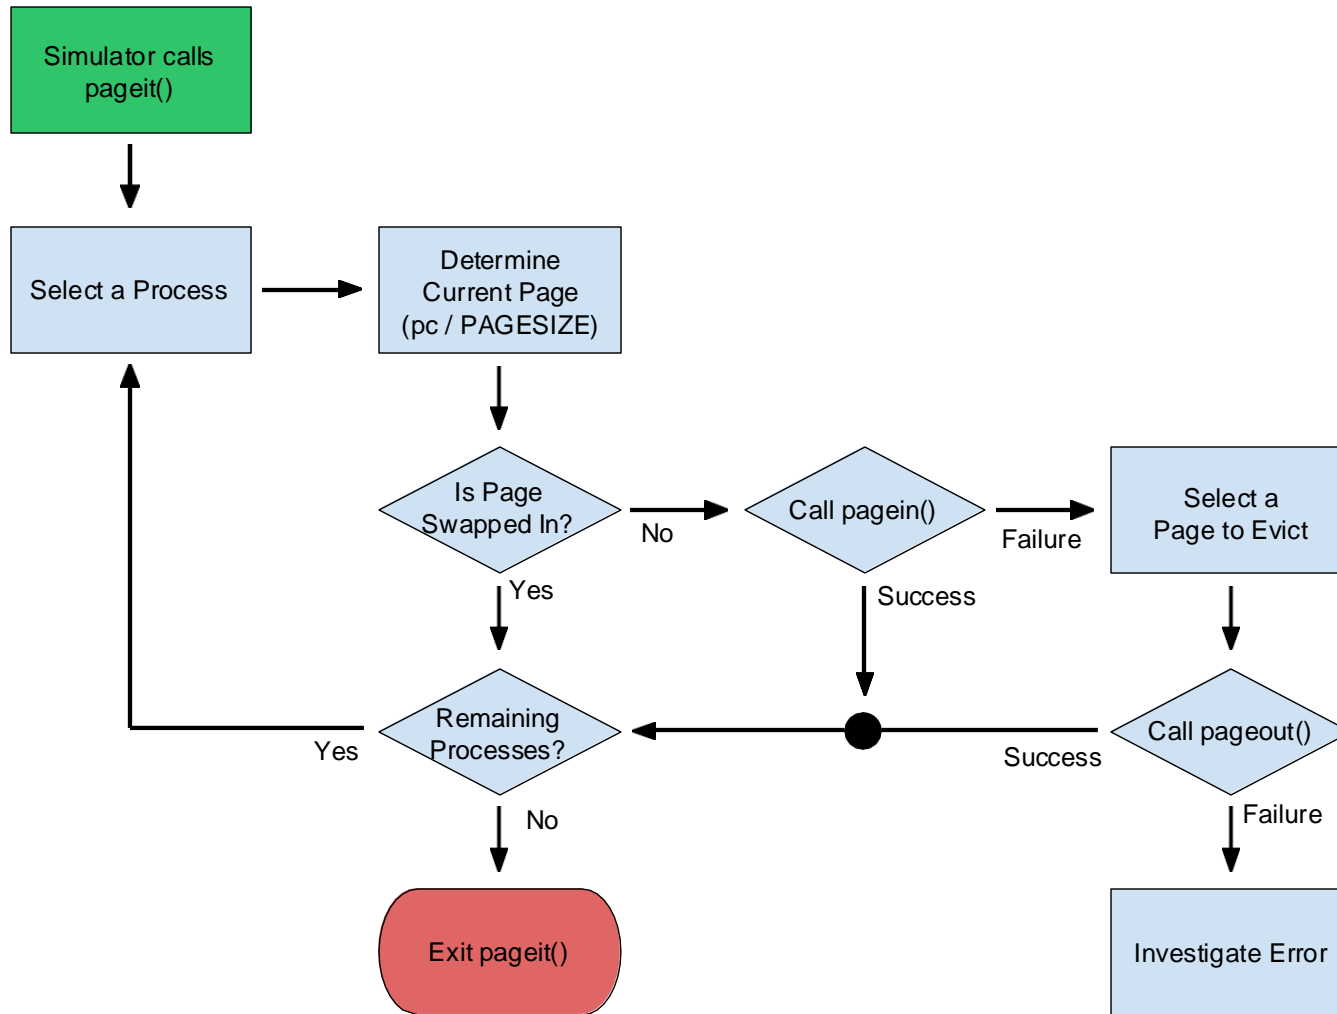 Simulator calls
pageit()
Select a Process
Determine
Current Page
(pc / PAGESIZE)
Is Page
Swapped In?
No
Call pagein()
Failure
Select a
Page to Evict
Yes
Success
Remaining
Processes?
Yes
Success
Call pageout()
No
Failure
Exit pageit()
Investigate Error